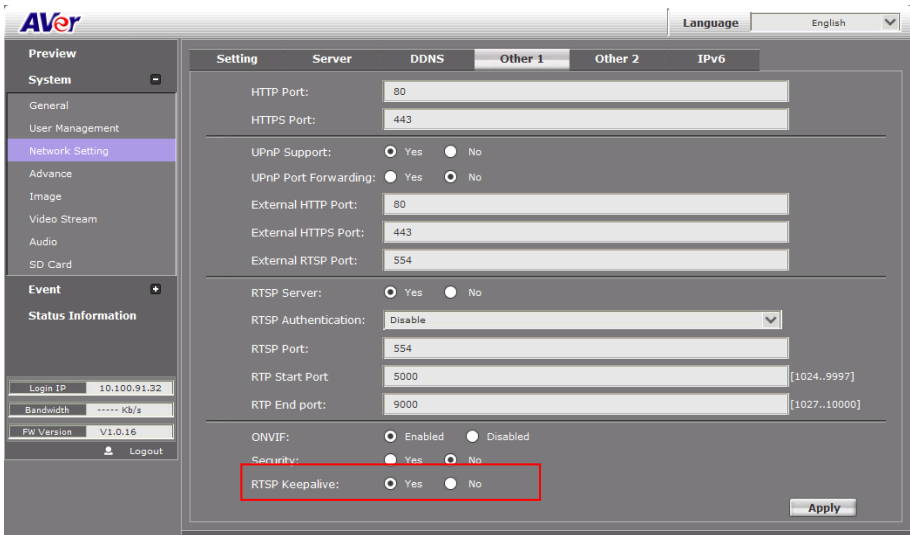 AVer
Language English
Preview
System
General
User Management
Network Setting
Advance
Image
Video Stream
Audio
SD Card
Event
Status Information
Login IP 10.100.91.32
Bandwidth ----- Kb/s
FW Version V1.0.16
Logout
Setting Server DDNS Other 1 Other 2 IPv6
HTTP Port: 80
HTTPS Port: 443
UPnP Support: Yes No
UPnP Port Forwarding: Yes No
External HTTP Port: 80
External HTTPS Port: 443
External RTSP Port: 554
RTSP Server: Yes No
RTSP Authentication: Disable
RTSP Port: 554
RTP Start Port 5000 [1024..9997]
RTP End port: 9000 [1027..10000]
ONVIF: Enabled Disabled
Security: Yes No
RTSP Keepalive: Yes No
Apply